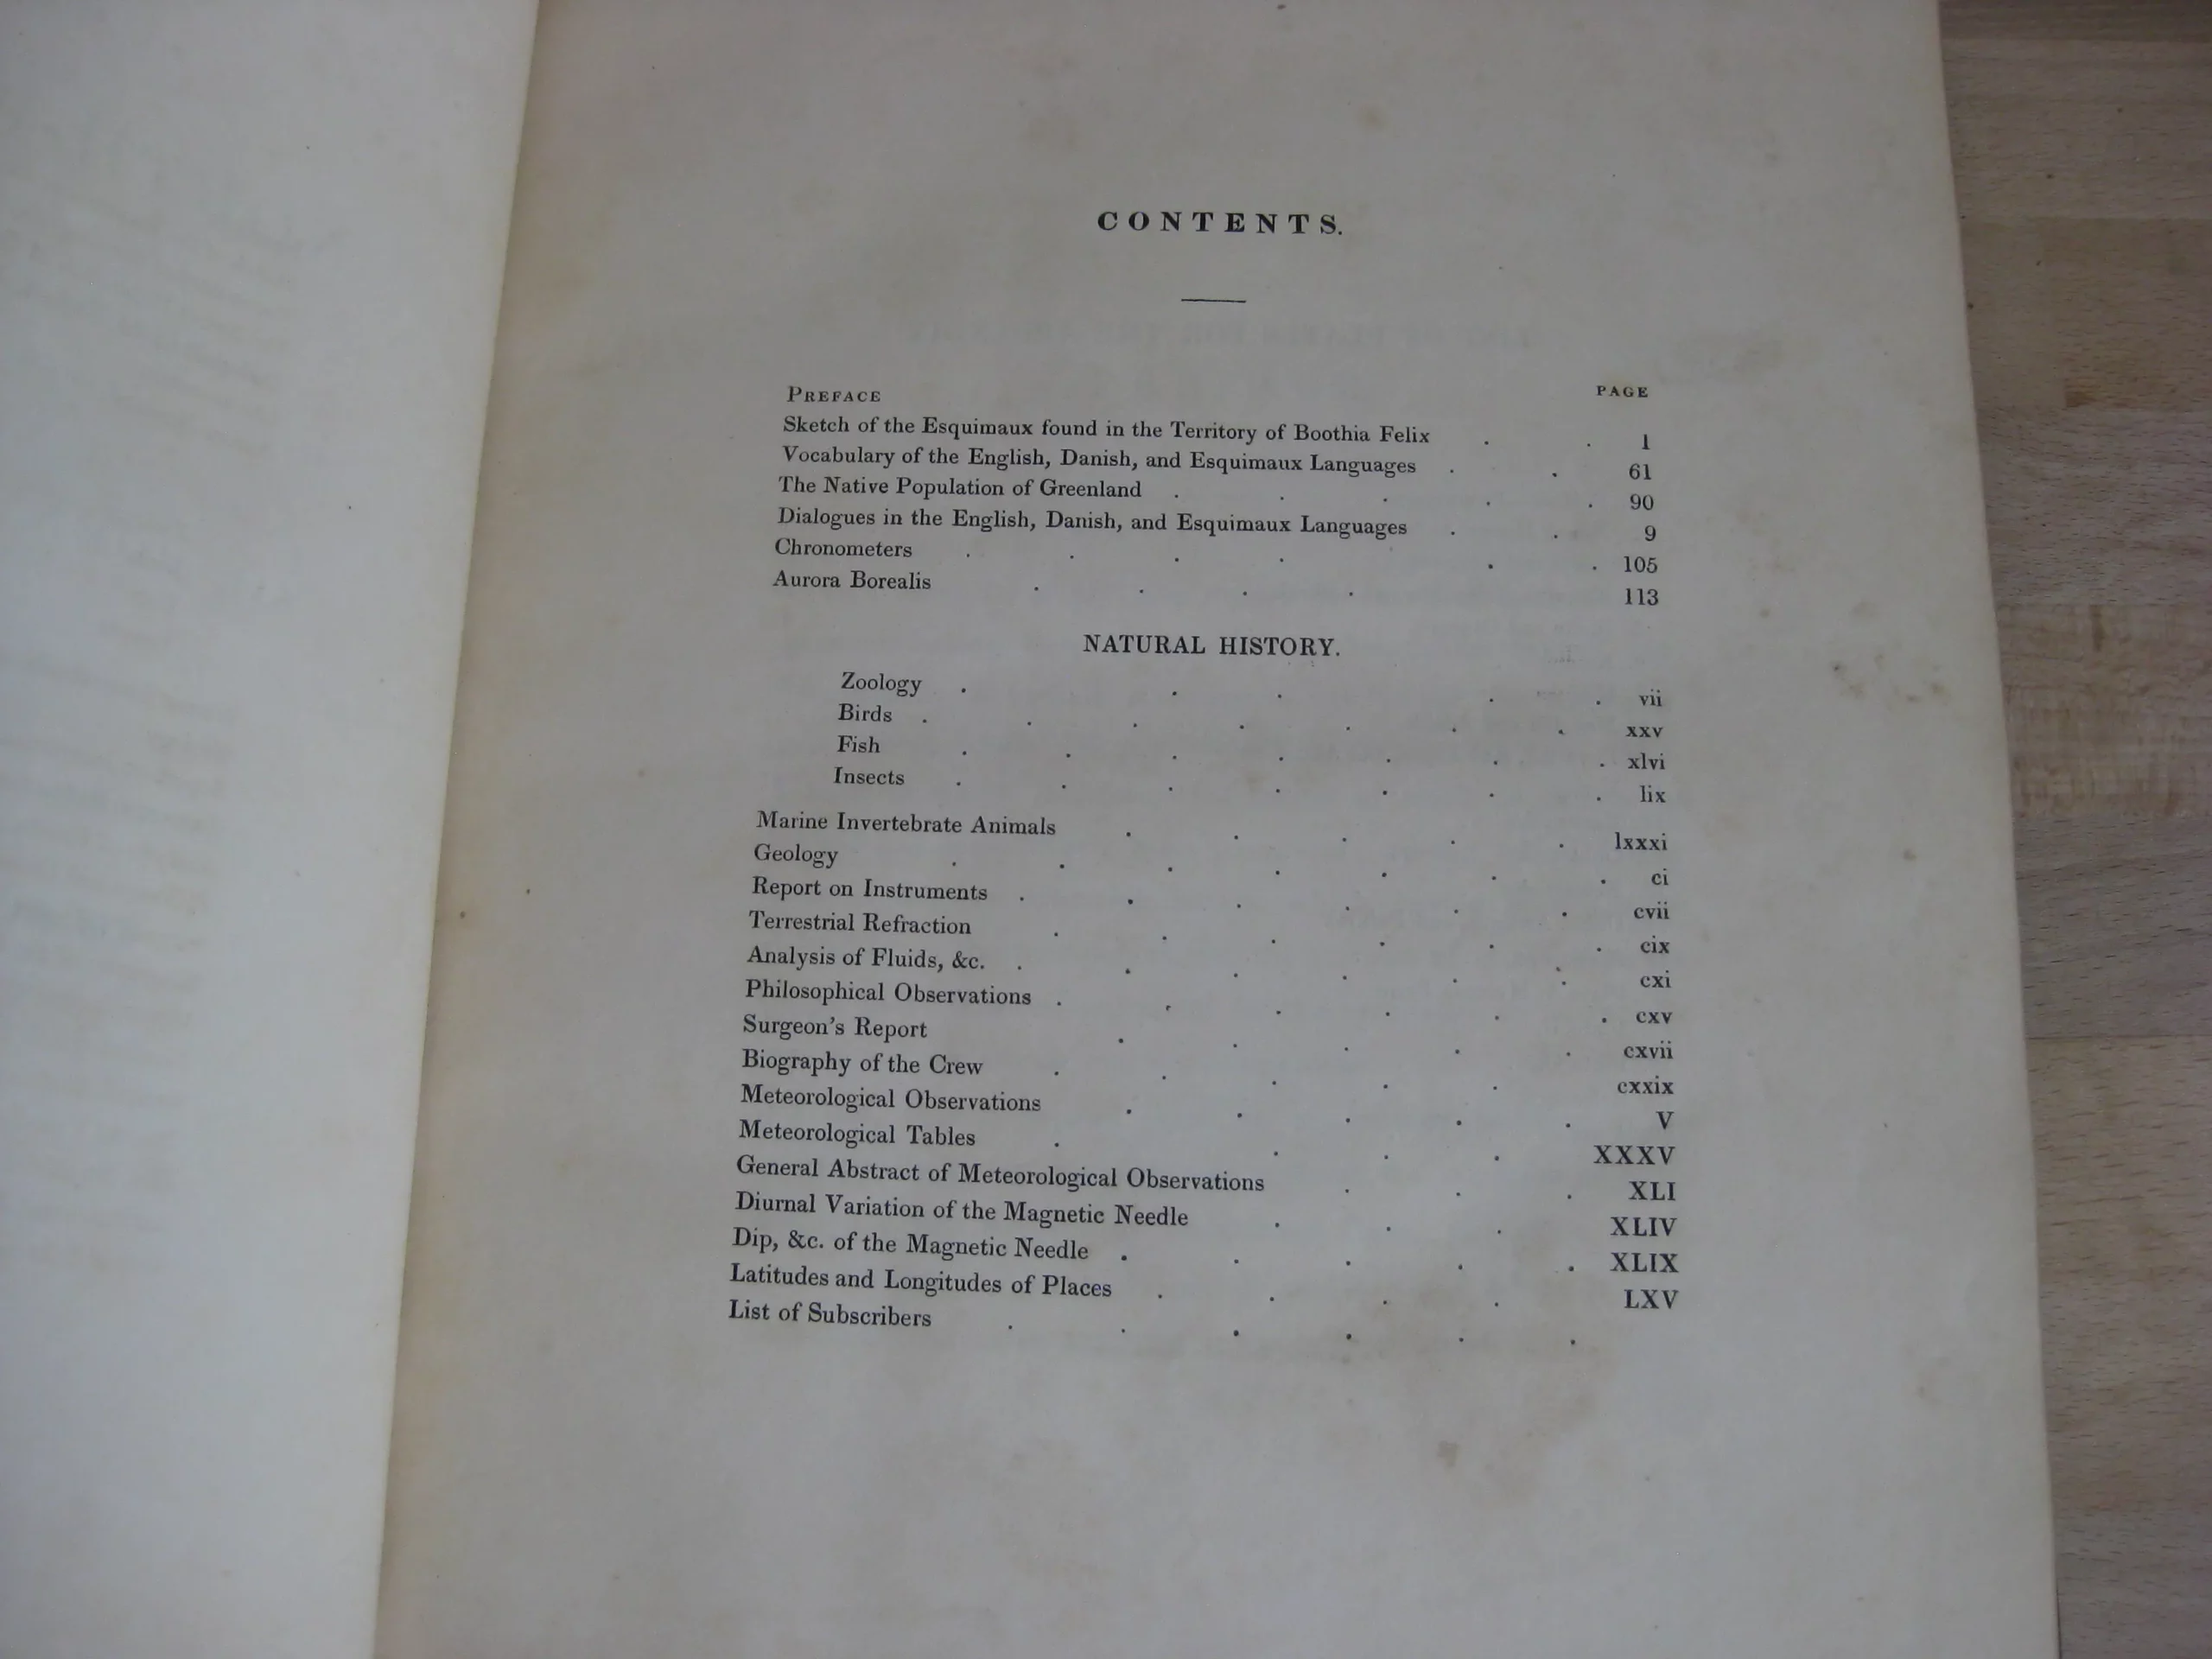 CONTENTS.
PREFACE PAGE
Sketch of the Esquimaux found in the Territory of Boothia Felix . . 1
Vocabulary of the English, Danish, and Esquimaux Languages . . 61
The Native Population of Greenland . . . . . 90
Dialogues in the English, Danish, and Esquimaux Languages . . 9
Chronometers . . . . . . 105
Aurora Borealis . . . . 113
NATURAL HISTORY.
Zoology . . . . . vii
Birds . . . . . . . xxv
Fish . . . . . . . xlvi
Insects . . . . . . . lix
Marine Invertebrate Animals . . . . . lxxxi
Geology . . . . . . . ci
Report on Instruments . . . . . . cvii
Terrestrial Refraction . . . . . . cix
Analysis of Fluids, &c. . . . . . . cxi
Philosophical Observations . . . . . . cxv
Surgeon's Report . . . . . cxvii
Biography of the Crew . . . . . cxxix
Meteorological Observations . . . . . V
Meteorological Tables . . . . XXXV
General Abstract of Meteorological Observations . . . XLI
Diurnal Variation of the Magnetic Needle . . . XLIV
Dip, &c. of the Magnetic Needle . . . . . XLIX
Latitudes and Longitudes of Places . . . . LXV
List of Subscribers . . . . . .